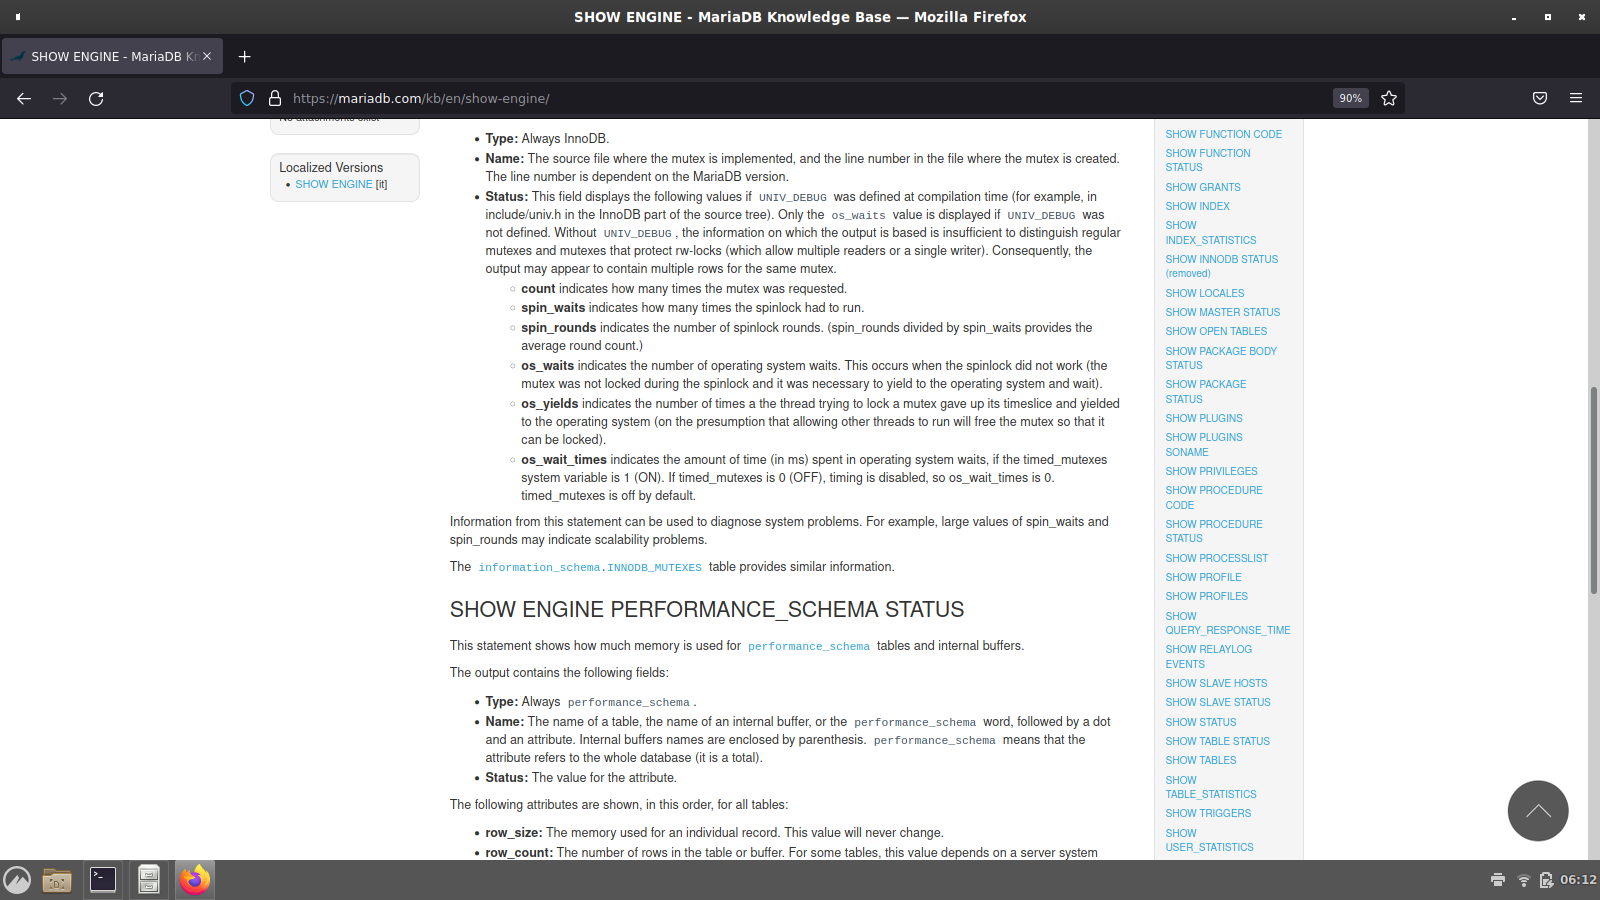 SHOW ENGINE - MariaDB Knowledge Base — Mozilla Firefox
SHOW ENGINE - MariaDB Kn
https://mariadb.com/kb/en/show-engine/
90%
No attachments exist
Localized Versions
SHOW ENGINE [it]
Type: Always InnoDB.
Name: The source file where the mutex is implemented, and the line number in the file where the mutex is created.
The line number is dependent on the MariaDB version.
Status: This field displays the following values if UNIV_DEBUG was defined at compilation time (for example, in
include/univ.h in the InnoDB part of the source tree). Only the os_waits value is displayed if UNIV_DEBUG was
not defined. Without UNIV_DEBUG , the information on which the output is based is insufficient to distinguish regular
mutexes and mutexes that protect rw-locks (which allow multiple readers or a single writer). Consequently, the
output may appear to contain multiple rows for the same mutex.
count indicates how many times the mutex was requested.
spin_waits indicates how many times the spinlock had to run.
spin_rounds indicates the number of spinlock rounds. (spin_rounds divided by spin_waits provides the
average round count.)
os_waits indicates the number of operating system waits. This occurs when the spinlock did not work (the
mutex was not locked during the spinlock and it was necessary to yield to the operating system and wait).
os_yields indicates the number of times a the thread trying to lock a mutex gave up its timeslice and yielded
to the operating system (on the presumption that allowing other threads to run will free the mutex so that it
can be locked).
os_wait_times indicates the amount of time (in ms) spent in operating system waits, if the timed_mutexes
system variable is 1 (ON). If timed_mutexes is 0 (OFF), timing is disabled, so os_wait_times is 0.
timed_mutexes is off by default.
Information from this statement can be used to diagnose system problems. For example, large values of spin_waits and
spin_rounds may indicate scalability problems.
The information_schema.INNODB_MUTEXES table provides similar information.
SHOW ENGINE PERFORMANCE_SCHEMA STATUS
This statement shows how much memory is used for performance_schema tables and internal buffers.
The output contains the following fields:
Type: Always performance_schema .
Name: The name of a table, the name of an internal buffer, or the performance_schema word, followed by a dot
and an attribute. Internal buffers names are enclosed by parenthesis. performance_schema means that the
attribute refers to the whole database (it is a total).
Status: The value for the attribute.
The following attributes are shown, in this order, for all tables:
row_size: The memory used for an individual record. This value will never change.
row_count: The number of rows in the table or buffer. For some tables, this value depends on a server system
SHOW FUNCTION CODE
SHOW FUNCTION
STATUS
SHOW GRANTS
SHOW INDEX
SHOW
INDEX_STATISTICS
SHOW INNODB STATUS
(removed)
SHOW LOCALES
SHOW MASTER STATUS
SHOW OPEN TABLES
SHOW PACKAGE BODY
STATUS
SHOW PACKAGE
STATUS
SHOW PLUGINS
SHOW PLUGINS
SONAME
SHOW PRIVILEGES
SHOW PROCEDURE
CODE
SHOW PROCEDURE
STATUS
SHOW PROCESSLIST
SHOW PROFILE
SHOW PROFILES
SHOW
QUERY_RESPONSE_TIME
SHOW RELAYLOG
EVENTS
SHOW SLAVE HOSTS
SHOW SLAVE STATUS
SHOW STATUS
SHOW TABLE STATUS
SHOW TABLES
SHOW
TABLE_STATISTICS
SHOW TRIGGERS
SHOW
USER_STATISTICS
06:12